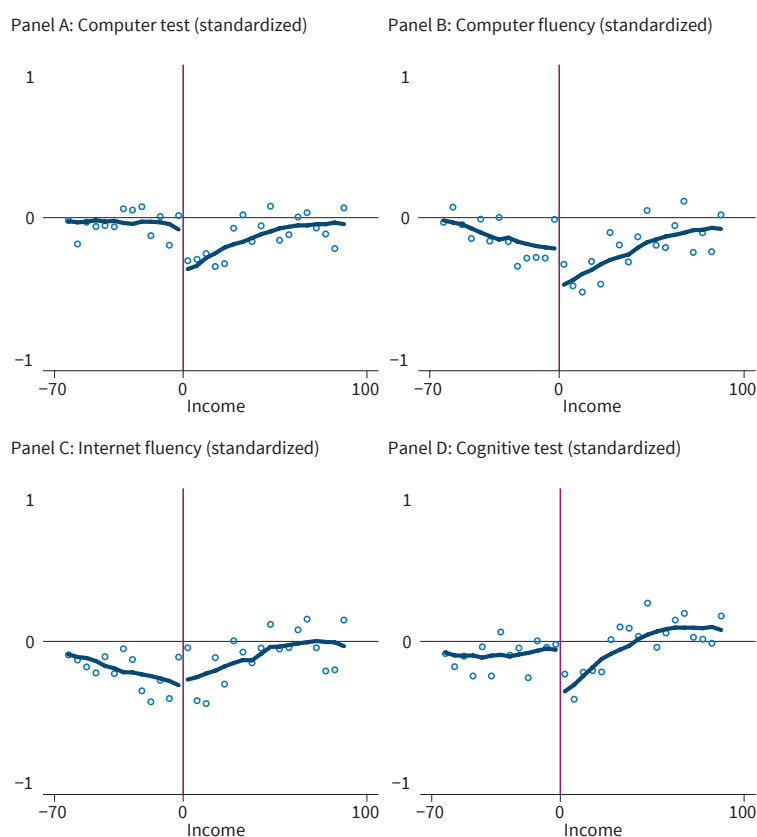 Panel A: Computer test (standardized)
1
0
−1
−70 0 100
Income
Panel B: Computer fluency (standardized)
1
0
−1
−70 0 100
Income
Panel C: Internet fluency (standardized)
1
0
−1
−70 0 100
Income
Panel D: Cognitive test (standardized)
1
0
−1
−70 0 100
Income